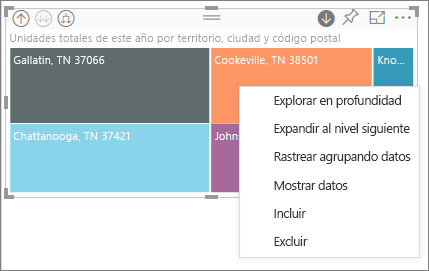 Unidades totales de este año por territorio, ciudad y código postal
Gallatin, TN 37066
Cookeville, TN 38501
Kno...
Chattanooga, TN 37421
Johns
Explorar en profundidad
Expandir al nivel siguiente
Rastrear agrupando datos
Mostrar datos
Incluir
Excluir